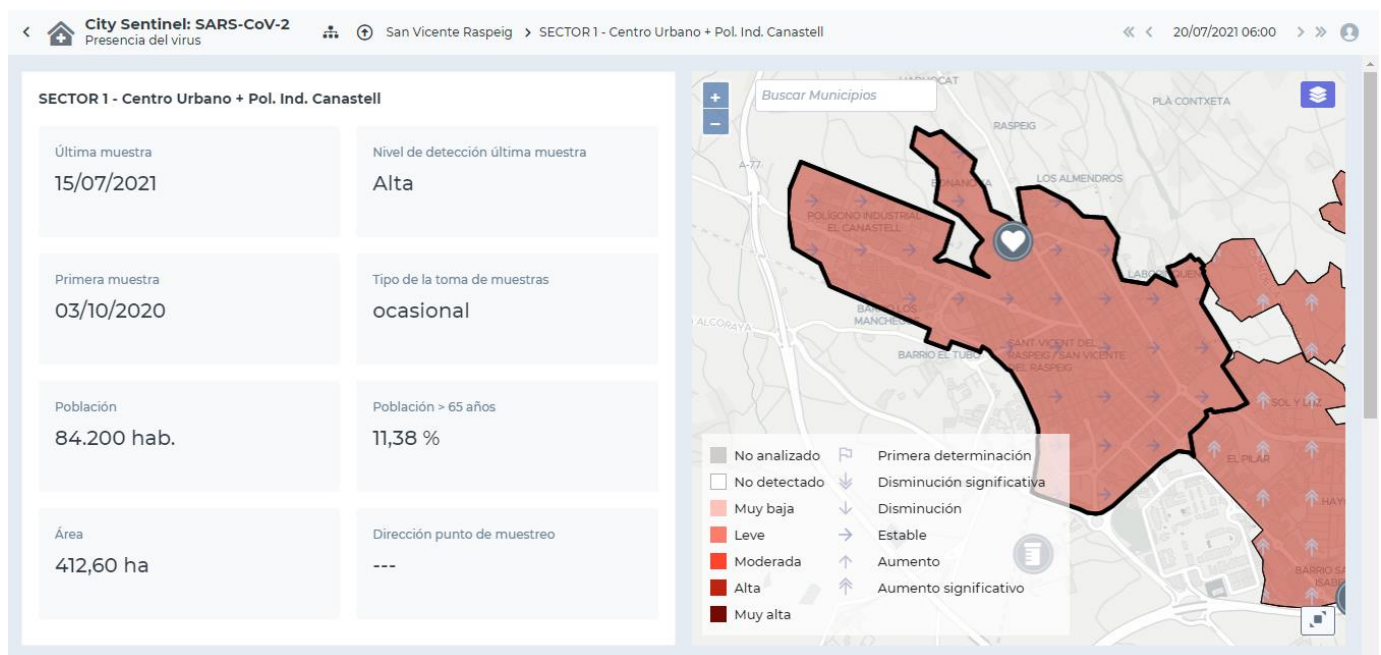 City Sentinel: SARS-CoV-2
Presencia del virus
San Vicente Raspeig > SECTOR 1 - Centro Urbano + Pol. Ind. Canastell
20/07/2021 06:00
SECTOR 1 - Centro Urbano + Pol. Ind. Canastell
Última muestra
15/07/2021
Nivel de detección última muestra
Alta
Primera muestra
03/10/2020
Tipo de la toma de muestras
ocasional
Población
84.200 hab.
Población > 65 años
11,38 %
Área
412,60 ha
Dirección punto de muestreo
---
+
−
Buscar Municipios
PLÀ CONTXETA
RASPEIG
A-77
LOS ALMENDROS
POLÍGONO INDUSTRIAL
EL CANASTELL
BARRIO EL TUBO
SANT VICENT DEL
RASPEIG / SAN VICENTE
DEL RASPEIG
SOL Y LUZ
EL PILAR
No analizado
Primera determinación
No detectado
Disminución significativa
Muy baja
Disminución
Leve
Estable
Moderada
Aumento
Alta
Aumento significativo
Muy alta